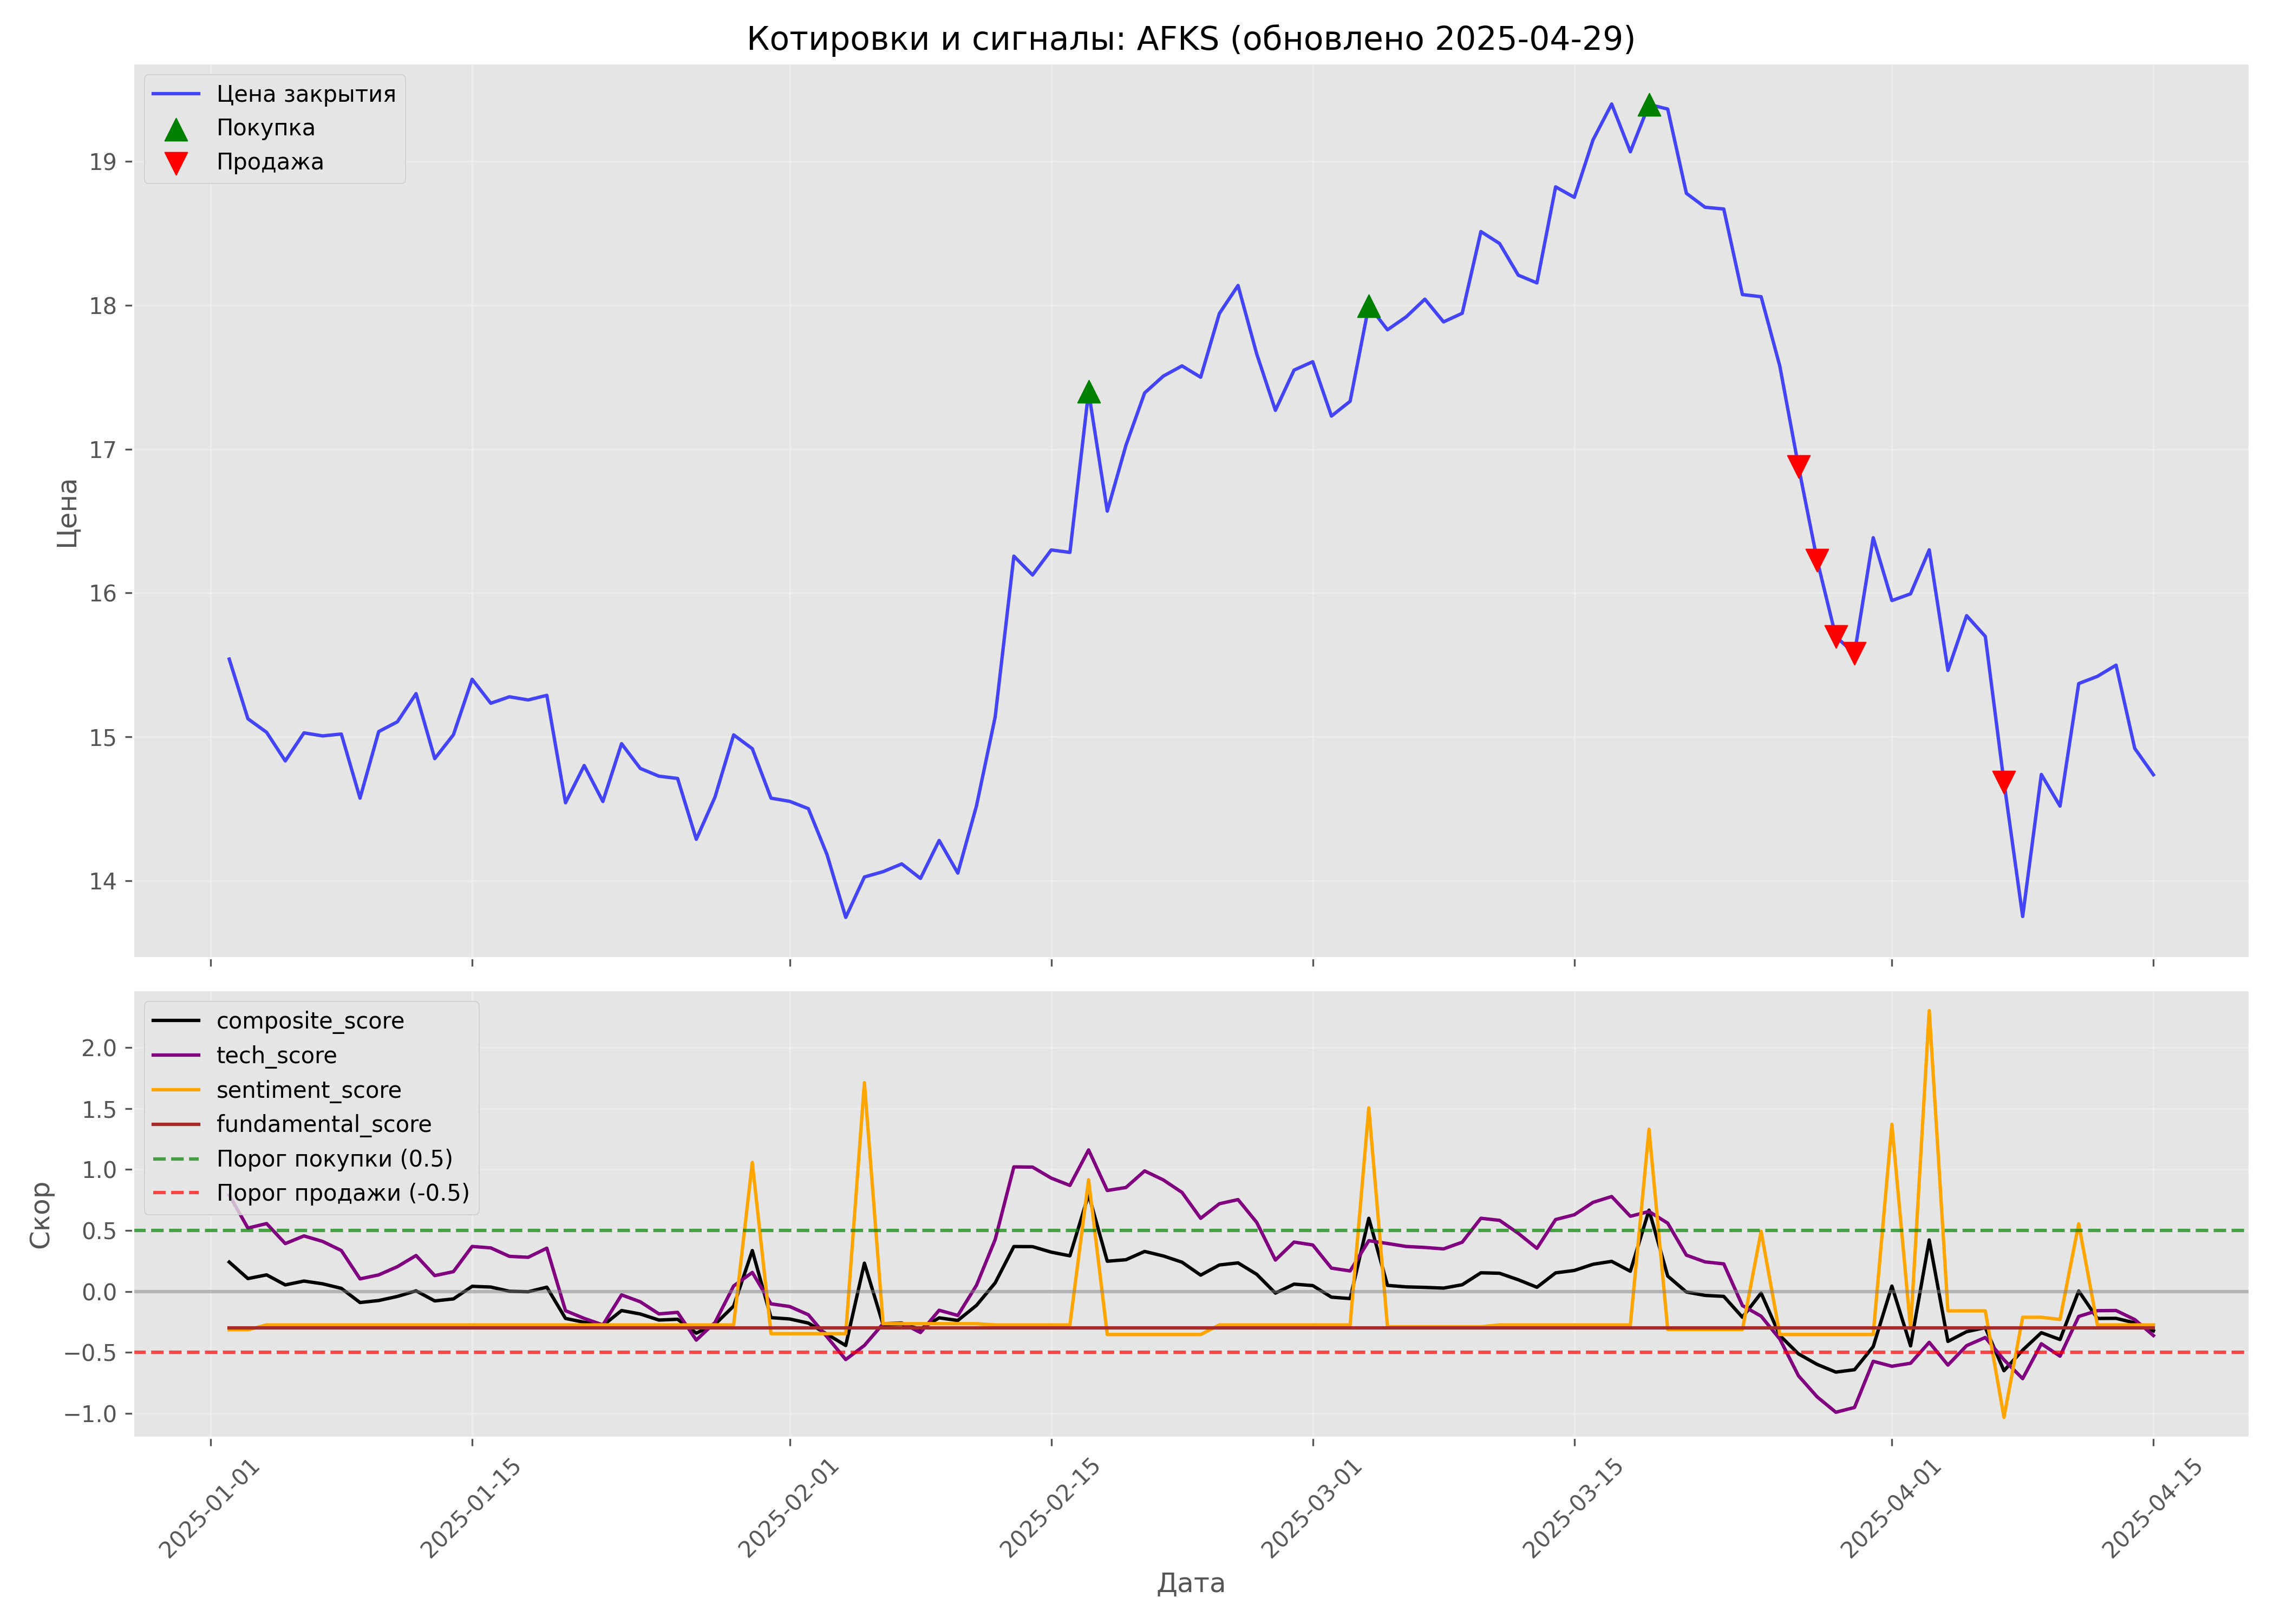 Котировки и сигналы: AFKS (обновлено 2025-04-29)
Цена закрытия
Покупка
Продажа
19
18
17
16
15
14
Цена
composite_score
tech_score
sentiment_score
fundamental_score
Порог покупки (0.5)
Порог продажи (-0.5)
2.0
1.5
1.0
0.5
0.0
−0.5
−1.0
Скор
2025-01-01
2025-01-15
2025-02-01
2025-02-15
2025-03-01
2025-03-15
2025-04-01
2025-04-15
Дата